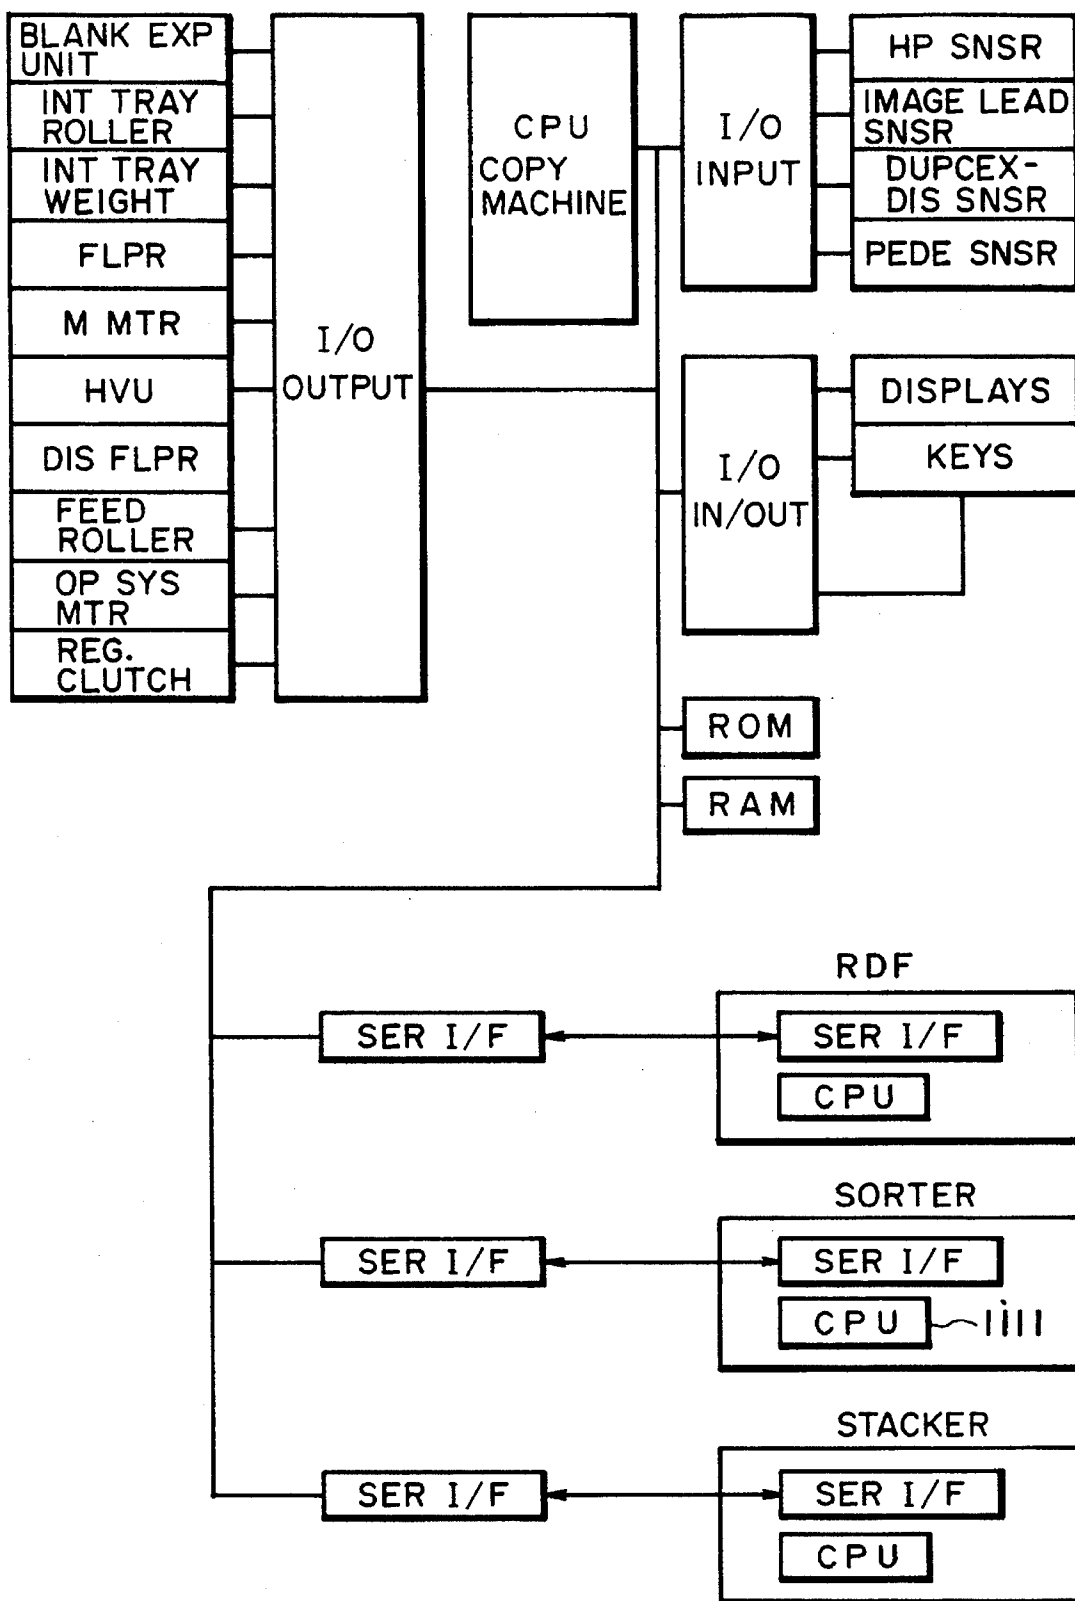 BLANK EXP
UNIT
INT TRAY
ROLLER
INT TRAY
WEIGHT
FLPR
M MTR
HVU
DIS FLPR
FEED
ROLLER
OP SYS
MTR
REG.
CLUTCH
I/O
OUTPUT
CPU
COPY
MACHINE
I/O
INPUT
HP SNSR
IMAGE LEAD
SNSR
DUPCEX-
DIS SNSR
PEDE SNSR
I/O
IN/OUT
DISPLAYS
KEYS
ROM
RAM
RDF
SER I/F
SER I/F
CPU
SORTER
SER I/F
SER I/F
CPU
1i11
STACKER
SER I/F
SER I/F
CPU